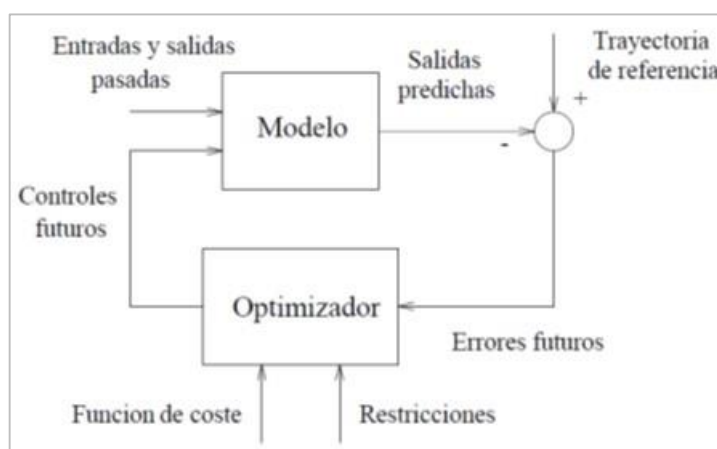 Entradas y salidas
pasadas
Salidas
predichas
Trayectoria
de referencia
+
Modelo
-
Controles
futuros
Optimizador
Errores futuros
Funcion de coste
Restricciones